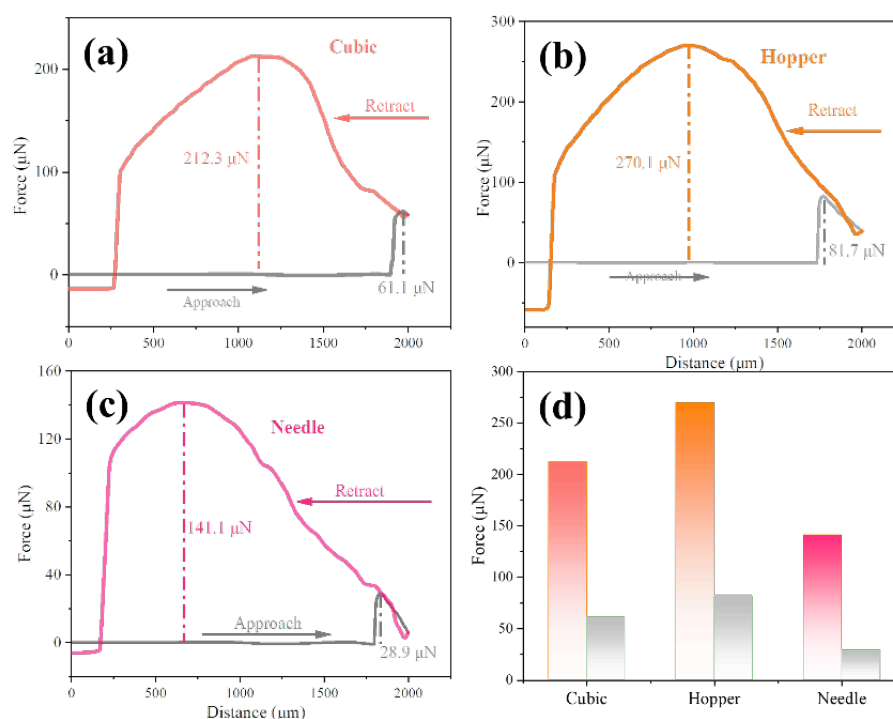 (a)
Cubic
Retract
212.3 μN
Approach
61.1 μN
Force (μN)
200
100
0
0
500
1000
1500
2000
(b)
Hopper
Retract
270.1 μN
Approach
81.7 μN
Force (μN)
300
200
100
0
0
500
1000
1500
2000
Distance (μm)
(c)
Needle
Retract
141.1 μN
Approach
28.9 μN
Force (μN)
160
120
80
40
0
0
500
1000
1500
2000
Distance (μm)
(d)
Force (μN)
300
250
200
150
100
50
0
Cubic
Hopper
Needle